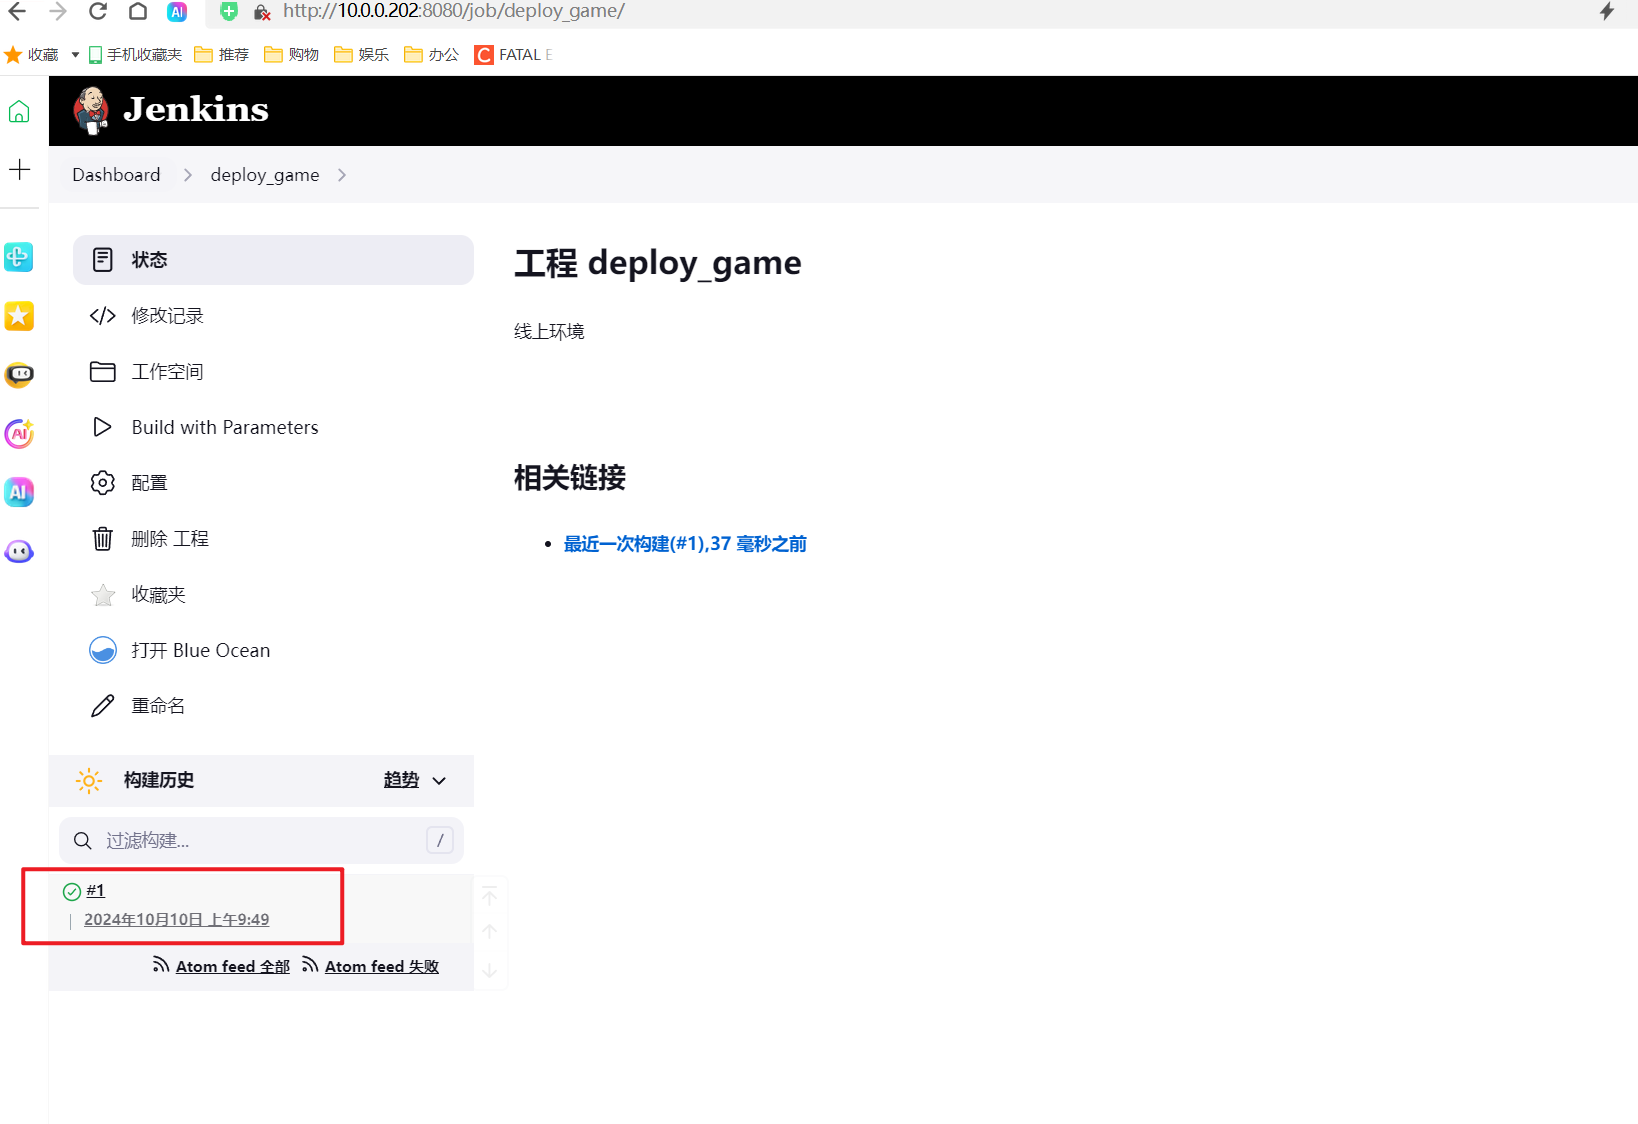 http://10.0.0.202:8080/job/deploy_game/
收藏 手机收藏夹 推荐 购物 娱乐 办公 FATAL E
Jenkins
Dashboard deploy_game
状态
修改记录
工作空间
Build with Parameters
配置
删除 工程
收藏夹
打开 Blue Ocean
重命名
构建历史 趋势
过滤构建... /
#1
2024年10月10日 上午9:49
Atom feed 全部 Atom feed 失败
工程 deploy_game
线上环境
相关链接
最近一次构建(#1),37 毫秒之前
AI
AI
AI